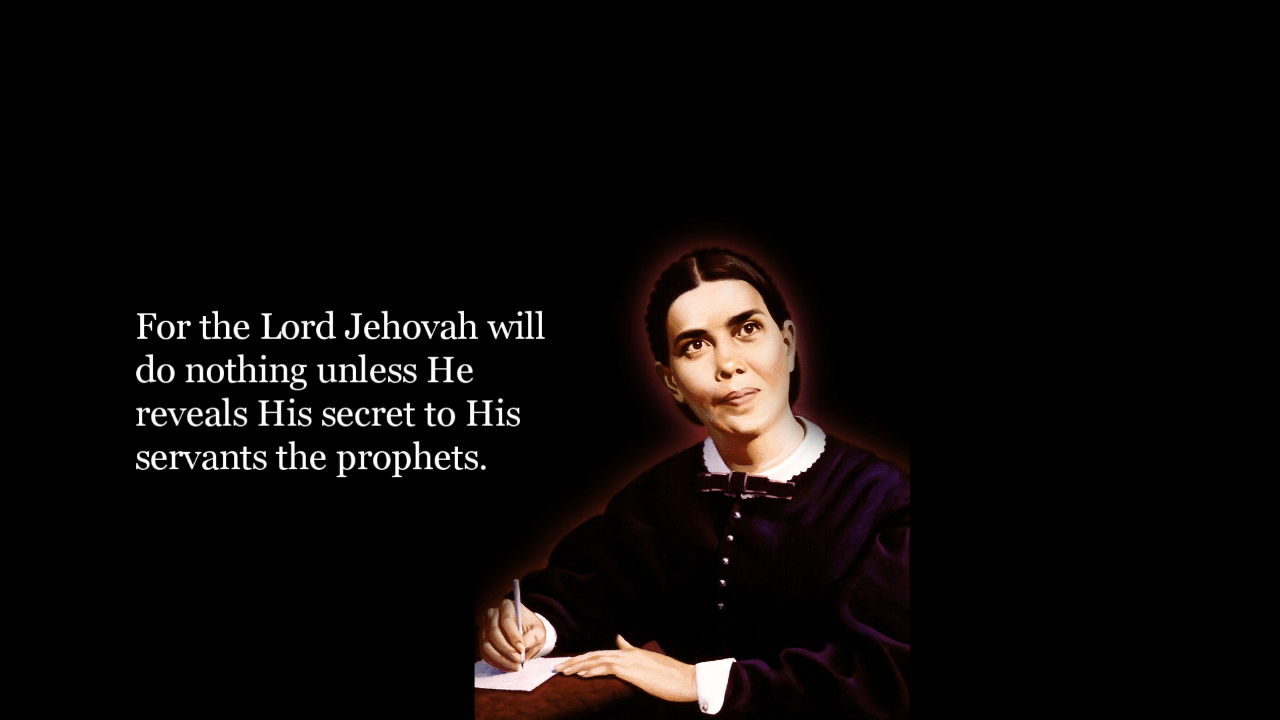 For the Lord Jehovah will
do nothing unless He
reveals His secret to His
servants the prophets.